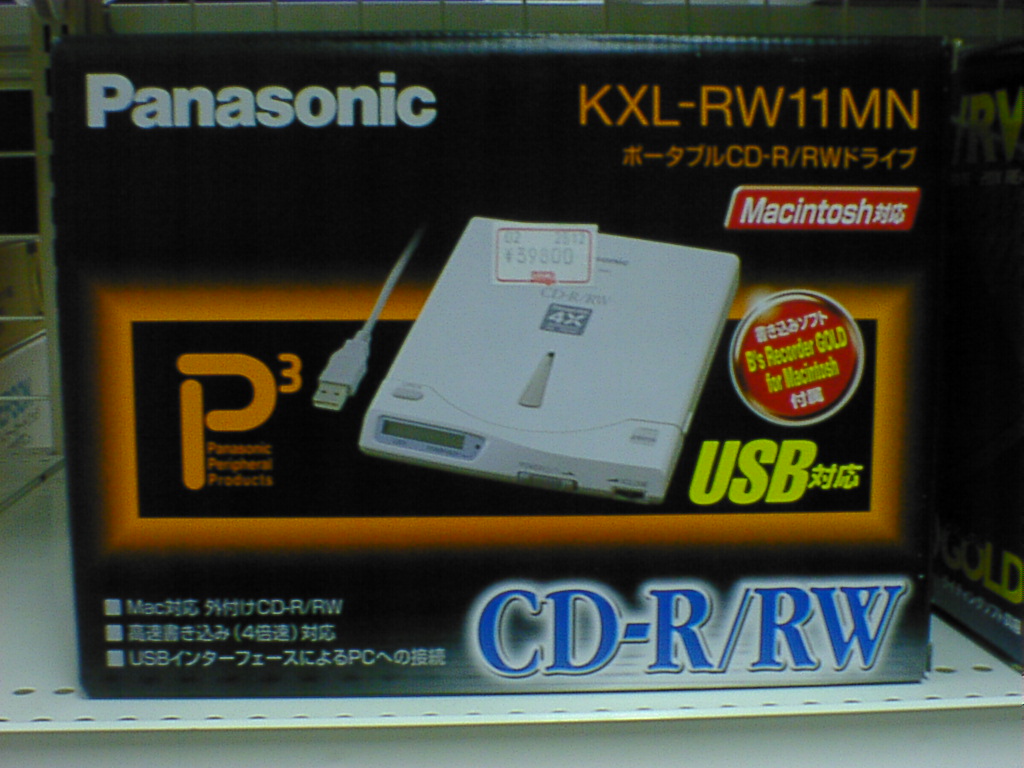 Panasonic
KXL-RW11MN
ポータブルCD-R/RWドライブ
Macintosh対応
¥39800
CD-R/RW
4X
書き込みソフト
B's Recorder GOLD
for Macintosh
付属
P3
Panasonic
Peripheral
Products
USB対応
■ Mac対応 外付けCD-R/RW
■ 高速書き込み(4倍速)対応
■ USBインターフェースによるPCへの接続
CD-R/RW
GOLD